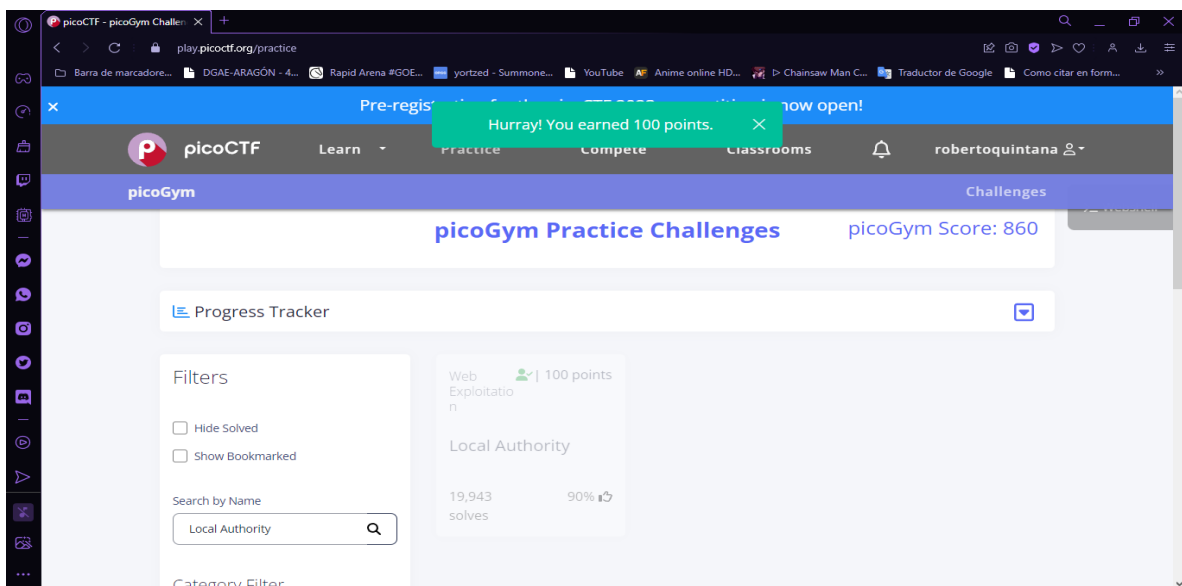 picoCTF - picoGym Challen
play.picoctf.org/practice
Barra de marcadore... DGAE-ARAGÓN - 4... Rapid Arena #GOE... yortzed - Summone... YouTube AF Anime online HD... ▷ Chainsaw Man C... Traductor de Google Como citar en form... »
Pre-regis now open!
Hurray! You earned 100 points.
picoCTF Learn Practice Compete Classrooms robertoquintana
picoGym Challenges
picoGym Practice Challenges picoGym Score: 860
Progress Tracker
Filters
Web Exploitatio | 100 points
n
Hide Solved
Local Authority
Show Bookmarked
Search by Name
19,943 90%
solves
Local Authority
Category Filter